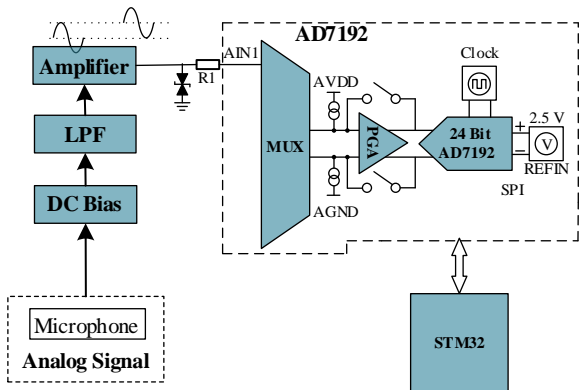 AD7192
Clock
Amplifier
R1
AIN1
AVDD
2.5 V
+
V
−
REFIN
LPF
MUX
PGA
24 Bit
AD7192
DC Bias
AGND
SPI
Microphone
Analog Signal
STM32